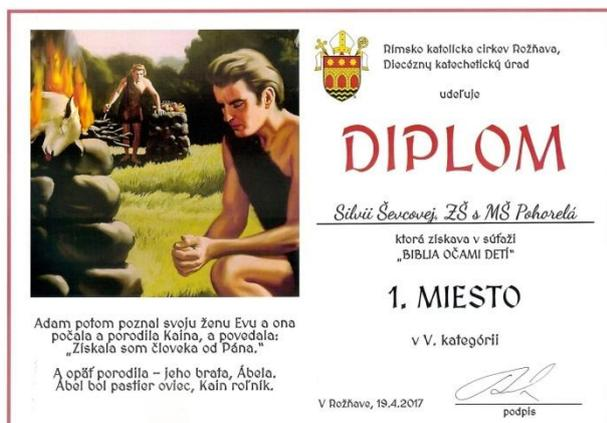 Rímsko katolícka cirkev Rožňava,
Diecézny katechetický úrad
udeľuje
DIPLOM
Silvii Ševcovej, ZŠ s MŠ Pohorelá
ktorá získava v súťaži
„BIBLIA OČAMI DETÍ“
1. MIESTO
v V. kategórii
V Rožňave, 19.4.2017
podpis
Adam potom poznal svoju ženu Evu a ona
počala a porodila Kaina, a povedala:
„Získala som človeka od Pána.“
A opäť porodila – jeho brata, Ábela.
Ábel bol pastier oviec, Kain roľník.